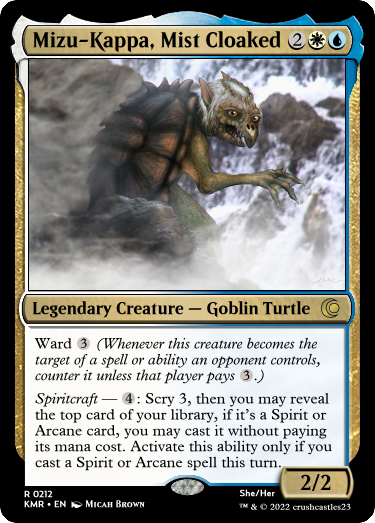 Mizu-Kappa, Mist Cloaked 2
Legendary Creature — Goblin Turtle
Ward 3 (Whenever this creature becomes the
target of a spell or ability an opponent controls,
counter it unless that player pays 3.)
Spiritcraft — 4: Scry 3, then you may reveal
the top card of your library, if it's a Spirit or
Arcane card, you may cast it without paying
its mana cost. Activate this ability only if you
cast a Spirit or Arcane spell this turn.
2/2
R 0212 She/Her
KMR • EN Micah Brown ™ & © 2022 crushcastles23